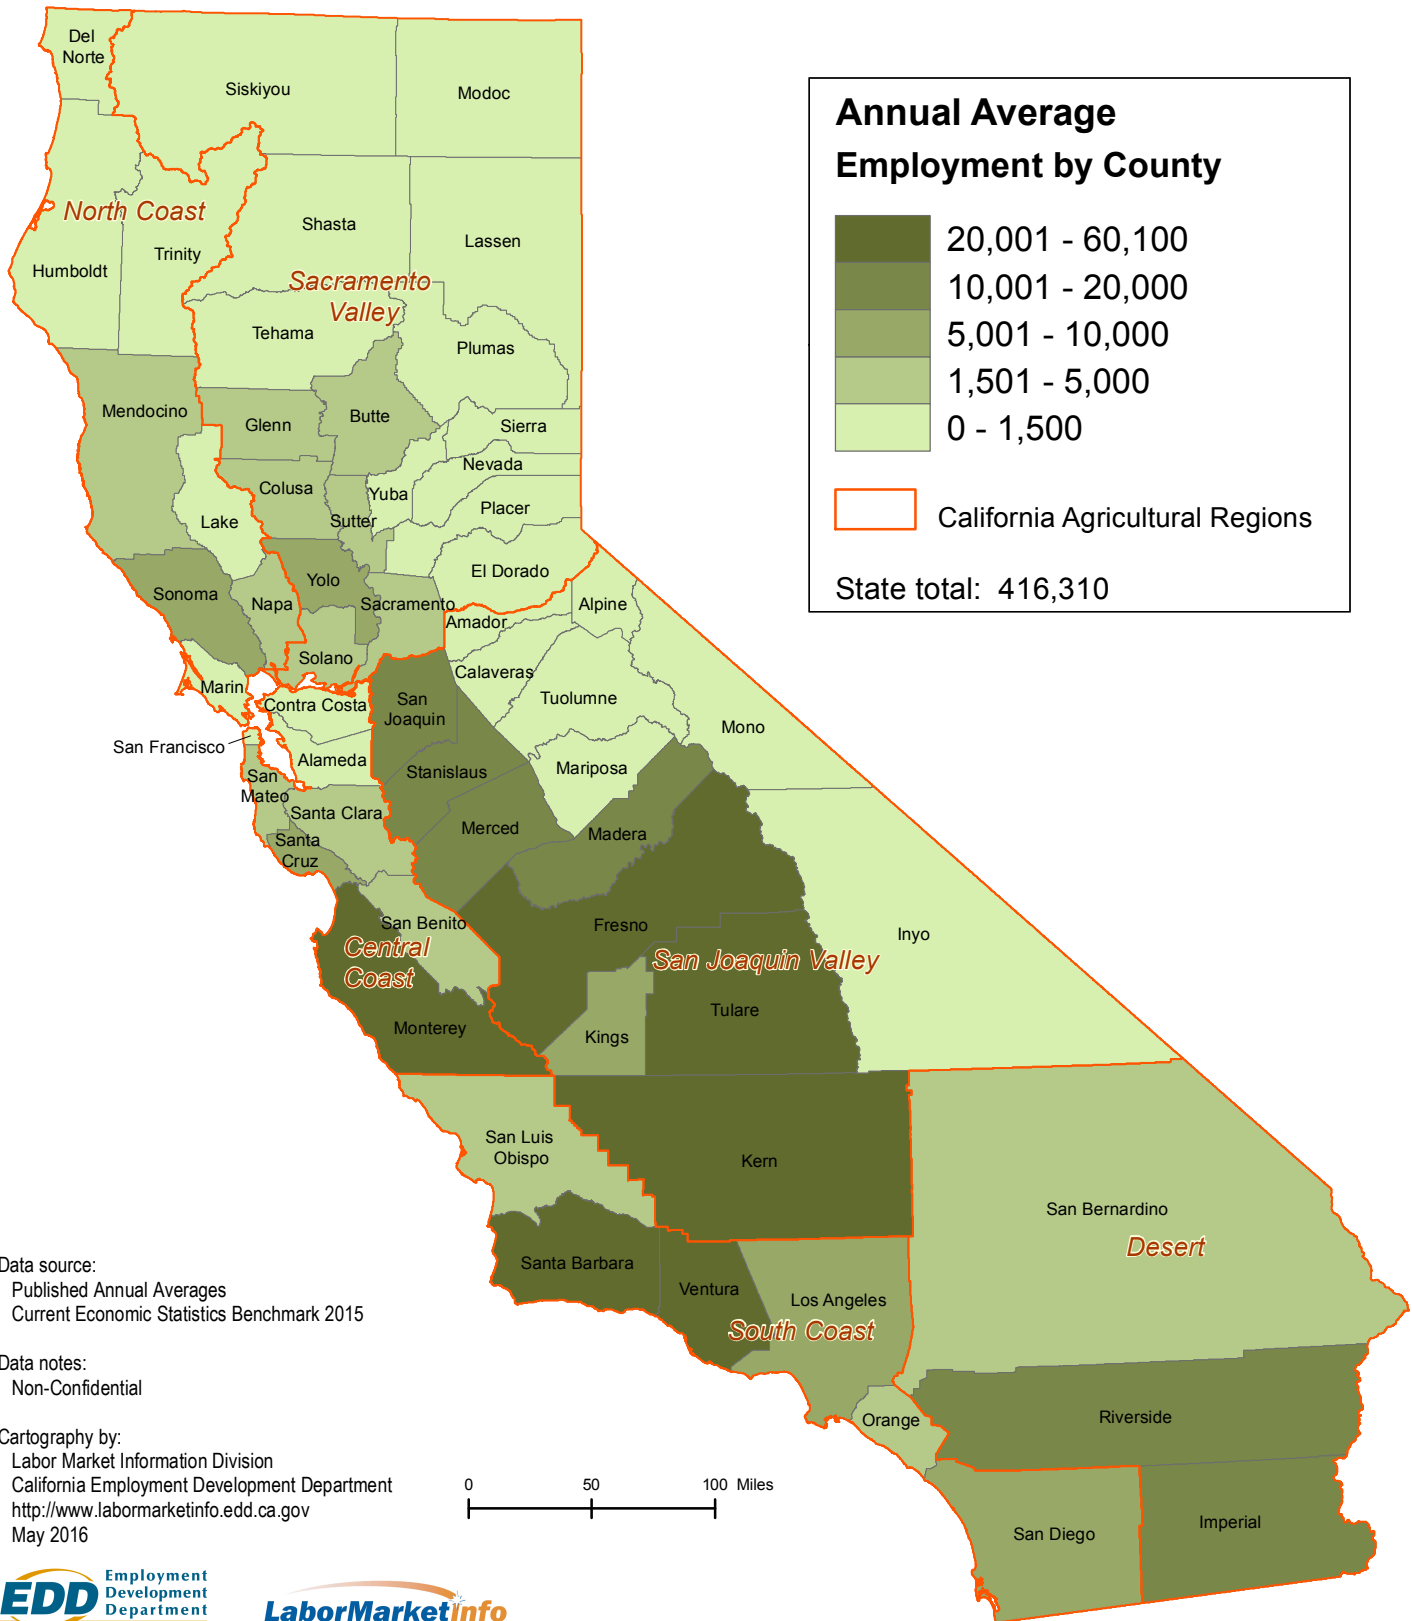 Del
Norte
Siskiyou
Modoc
Annual Average
Employment by County
20,001 - 60,100
10,001 - 20,000
5,001 - 10,000
1,501 - 5,000
0 - 1,500
California Agricultural Regions
State total: 416,310
North Coast
Shasta
Lassen
Trinity
Humboldt
Sacramento
Valley
Tehama
Plumas
Mendocino
Glenn
Butte
Sierra
Nevada
Colusa
Yuba
Placer
Sutter
Lake
El Dorado
Yolo
Sonoma
Napa
Sacramento
Alpine
Amador
Solano
Calaveras
Marin
Contra Costa
San
Joaquin
Tuolumne
Mono
San Francisco
Alameda
Stanislaus
Mariposa
San
Mateo
Santa Clara
Merced
Madera
Santa
Cruz
San Benito
Fresno
Inyo
Central
Coast
San Joaquin Valley
Tulare
Monterey
Kings
San Luis
Obispo
Kern
San Bernardino
Desert
Santa Barbara
Ventura
Los Angeles
South Coast
Orange
Riverside
San Diego
Imperial
Data source:
Published Annual Averages
Current Economic Statistics Benchmark 2015
Data notes:
Non-Confidential
Cartography by:
Labor Market Information Division
California Employment Development Department
http://www.labormarketinfo.edd.ca.gov
May 2016
0 50 100 Miles
EDD Employment
Development
Department
LaborMarketInfo